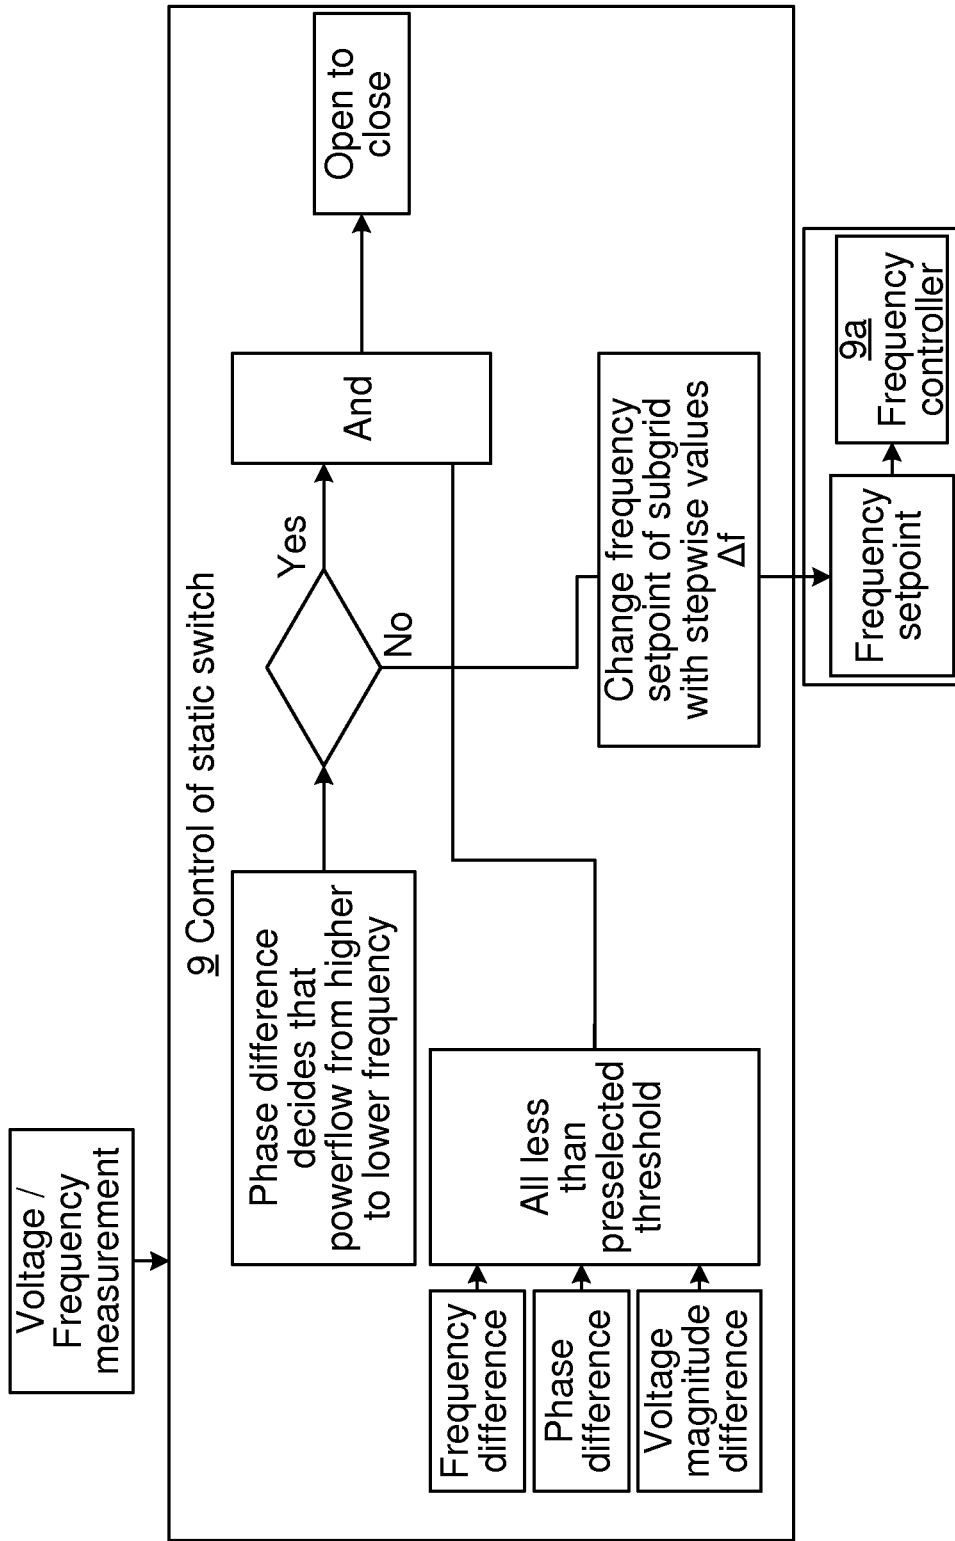 Voltage /
Frequency
measurement
9 Control of static switch
Phase difference
decides that
powerflow from higher
to lower frequency
Yes
No
And
Open to
close
Frequency
difference
Phase
difference
Voltage
magnitude
difference
All less
than
preselected
threshold
Change frequency
setpoint of subgrid
with stepwise values
Δf
Frequency
setpoint
9a
Frequency
controller